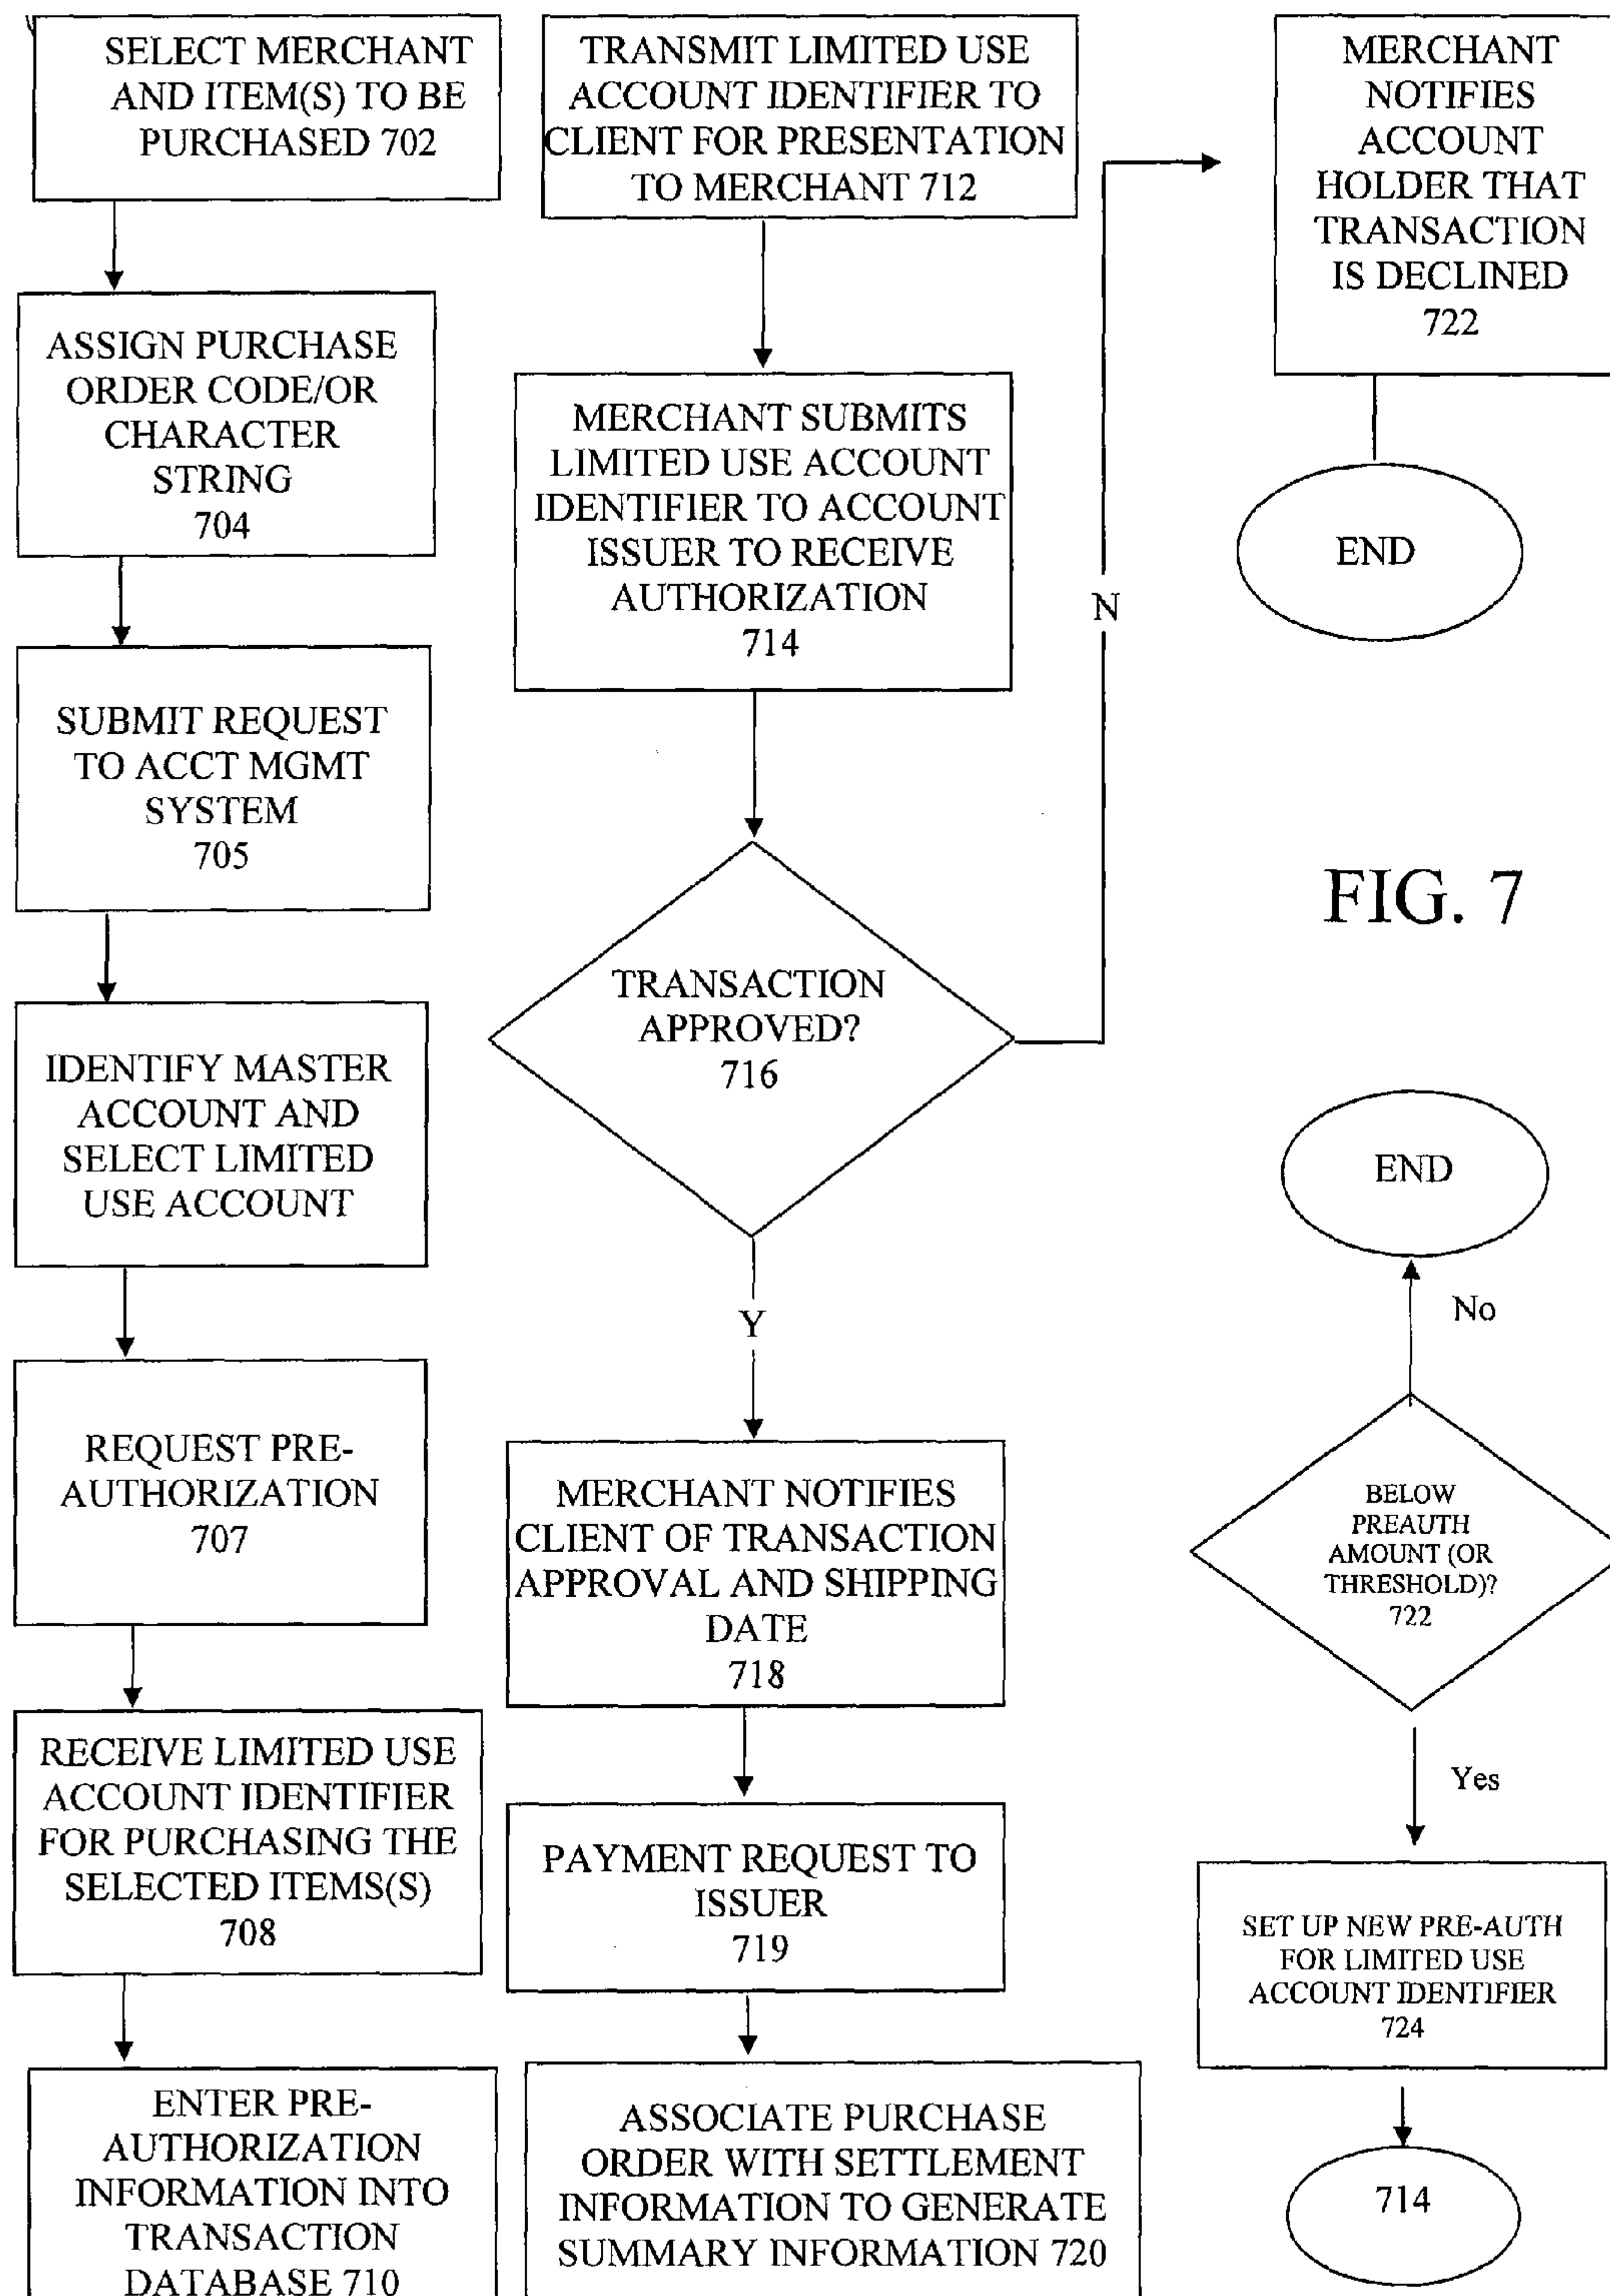 SELECT MERCHANT
AND ITEM(S) TO BE
PURCHASED 702
ASSIGN PURCHASE
ORDER CODE/OR
CHARACTER
STRING
704
SUBMIT REQUEST
TO ACCT MGMT
SYSTEM
705
IDENTIFY MASTER
ACCOUNT AND
SELECT LIMITED
USE ACCOUNT
REQUEST PRE-
AUTHORIZATION
707
RECEIVE LIMITED USE
ACCOUNT IDENTIFIER
FOR PURCHASING THE
SELECTED ITEMS(S)
708
ENTER PRE-
AUTHORIZATION
INFORMATION INTO
TRANSACTION
DATABASE 710
TRANSMIT LIMITED USE
ACCOUNT IDENTIFIER TO
CLIENT FOR PRESENTATION
TO MERCHANT 712
MERCHANT SUBMITS
LIMITED USE ACCOUNT
IDENTIFIER TO ACCOUNT
ISSUER TO RECEIVE
AUTHORIZATION
714
TRANSACTION
APPROVED?
716
N
Y
MERCHANT NOTIFIES
CLIENT OF TRANSACTION
APPROVAL AND SHIPPING
DATE
718
PAYMENT REQUEST TO
ISSUER
719
ASSOCIATE PURCHASE
ORDER WITH SETTLEMENT
INFORMATION TO GENERATE
SUMMARY INFORMATION 720
MERCHANT
NOTIFIES
ACCOUNT
HOLDER THAT
TRANSACTION
IS DECLINED
722
END
FIG. 7
END
No
BELOW
PREAUTH
AMOUNT (OR
THRESHOLD)?
722
Yes
SET UP NEW PRE-AUTH
FOR LIMITED USE
ACCOUNT IDENTIFIER
724
714